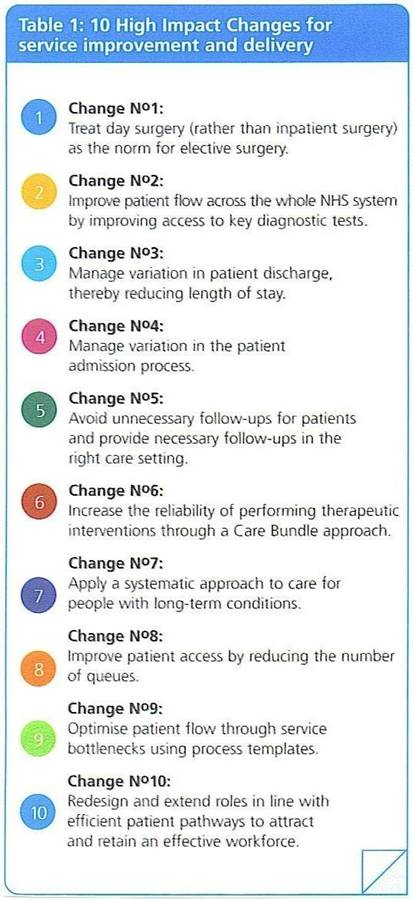 Table 1: 10 High Impact Changes for
service improvement and delivery
1
Change Nº1:
Treat day surgery (rather than inpatient surgery)
as the norm for elective surgery.
2
Change Nº2:
Improve patient flow across the whole NHS system
by improving access to key diagnostic tests.
3
Change Nº3:
Manage variation in patient discharge,
thereby reducing length of stay.
4
Change Nº4:
Manage variation in the patient
admission process.
5
Change Nº5:
Avoid unnecessary follow-ups for patients
and provide necessary follow-ups in the
right care setting.
6
Change Nº6:
Increase the reliability of performing therapeutic
interventions through a Care Bundle approach.
7
Change Nº7:
Apply a systematic approach to care for
people with long-term conditions.
8
Change Nº8:
Improve patient access by reducing the number
of queues.
9
Change Nº9:
Optimise patient flow through service
bottlenecks using process templates.
10
Change Nº10:
Redesign and extend roles in line with
efficient patient pathways to attract
and retain an effective workforce.